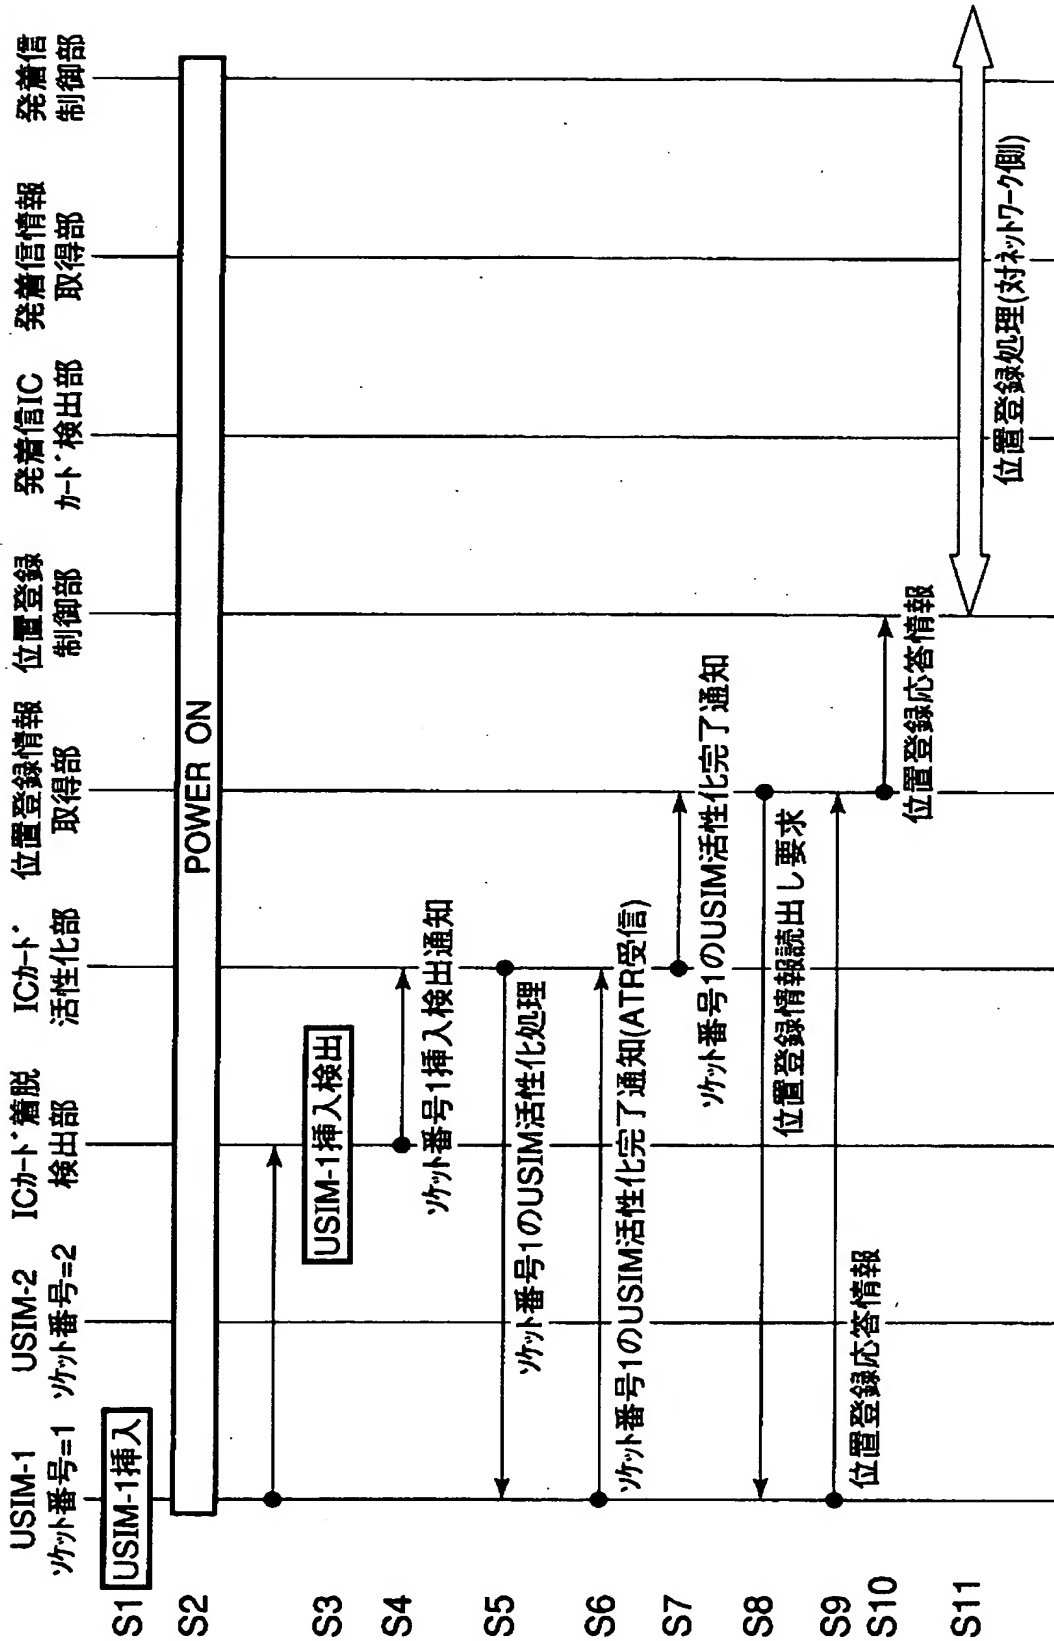 USIM-1
ソケット番号=1
USIM-2
ソケット番号=2
ICカード着脱
検出部
ICカード
活性化部
位置登録情報
取得部
位置登録
制御部
発着信IC
カード検出部
発着信情報
取得部
発着信
制御部
S1
USIM-1挿入
S2
POWER ON
S3
USIM-1挿入検出
S4
ソケット番号1挿入検出通知
S5
ソケット番号1のUSIM活性化処理
S6
ソケット番号1のUSIM活性化完了通知(ATR受信)
S7
ソケット番号1のUSIM活性化完了通知
S8
位置登録情報読出し要求
S9
位置登録応答情報
S10
位置登録応答情報
S11
位置登録処理(対ネットワーク側)